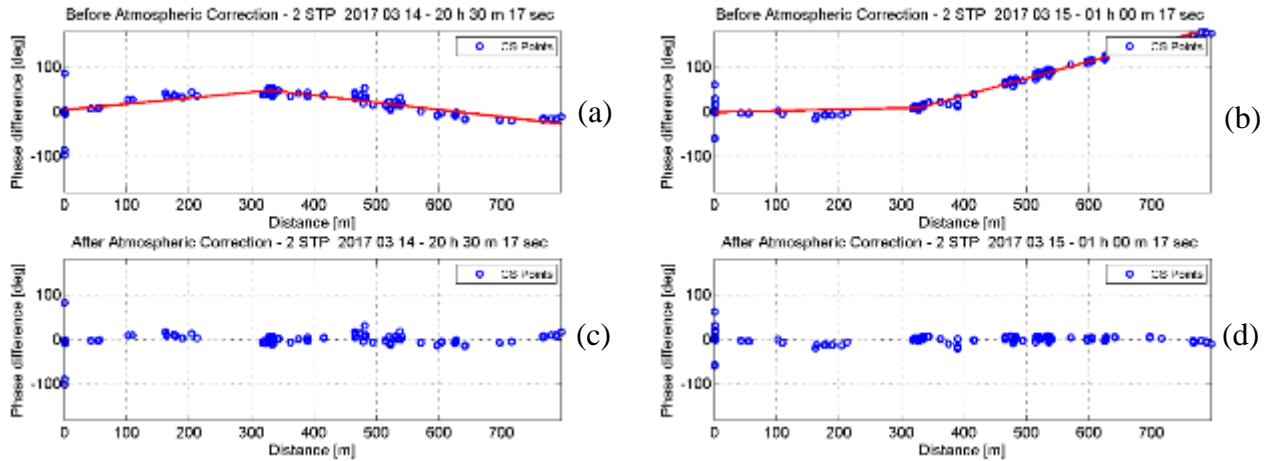 Before Atmospheric Correction - 2 STP 2017 03 14 - 20 h 30 m 17 sec
Phase difference [deg]
100
0
-100
CS Points
0 100 200 300 400 500 600 700
Distance [m]
(a)
Before Atmospheric Correction - 2 STP 2017 03 15 - 01 h 00 m 17 sec
Phase difference [deg]
100
0
-100
CS Points
0 100 200 300 400 500 600 700
Distance [m]
(b)
After Atmospheric Correction - 2 STP 2017 03 14 - 20 h 30 m 17 sec
Phase difference [deg]
100
0
-100
CS Points
0 100 200 300 400 500 600 700
Distance [m]
(c)
After Atmospheric Correction - 2 STP 2017 03 15 - 01 h 00 m 17 sec
Phase difference [deg]
100
0
-100
CS Points
0 100 200 300 400 500 600 700
Distance [m]
(d)